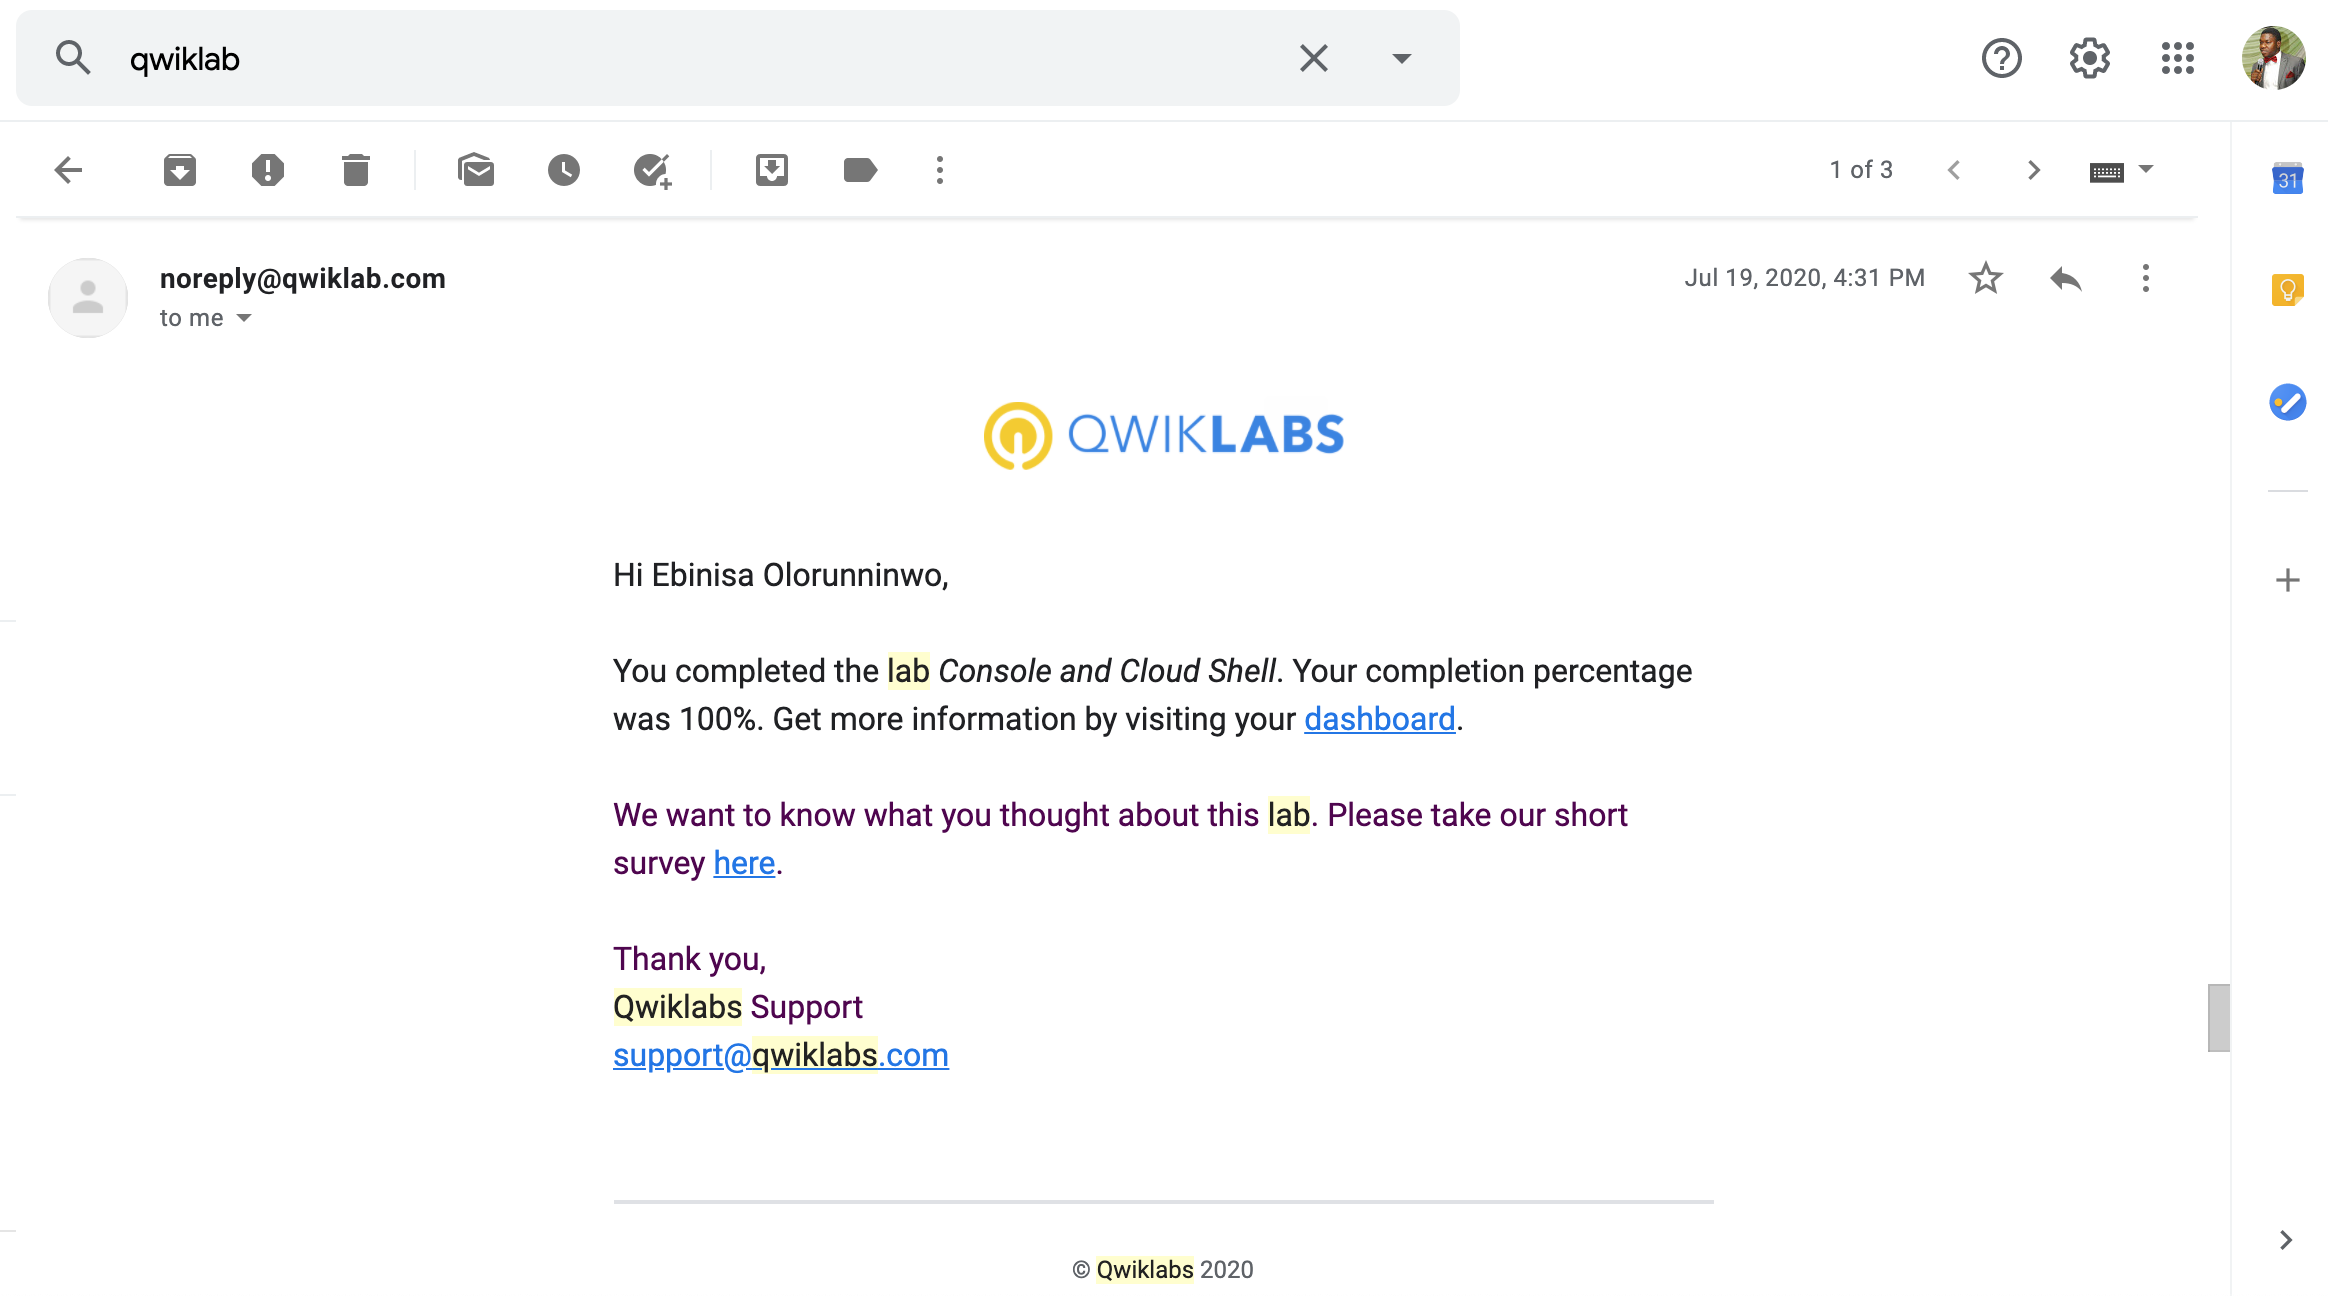 qwiklab
1 of 3
31
noreply@qwiklab.com
Jul 19, 2020, 4:31 PM
to me
QWIKLABS
Hi Ebinisa Olorunninwo,
You completed the lab Console and Cloud Shell. Your completion percentage
was 100%. Get more information by visiting your dashboard.
We want to know what you thought about this lab. Please take our short
survey here.
Thank you,
Qwiklabs Support
support@qwiklabs.com
© Qwiklabs 2020